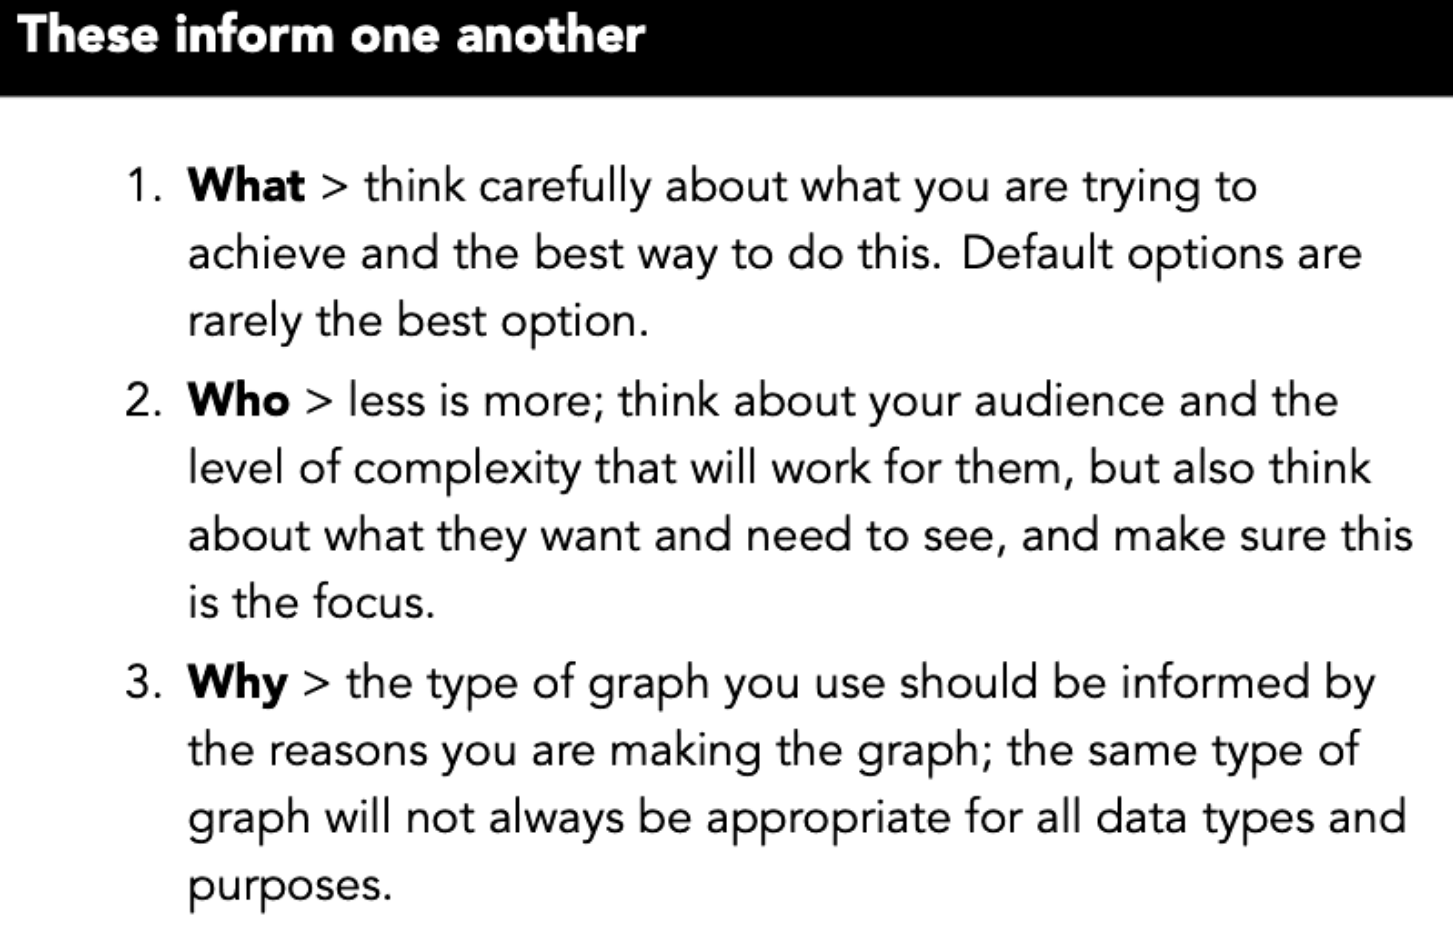 These inform one another
1. What > think carefully about what you are trying to
achieve and the best way to do this. Default options are
rarely the best option.
2. Who > less is more; think about your audience and the
level of complexity that will work for them, but also think
about what they want and need to see, and make sure this
is the focus.
3. Why > the type of graph you use should be informed by
the reasons you are making the graph; the same type of
graph will not always be appropriate for all data types and
purposes.